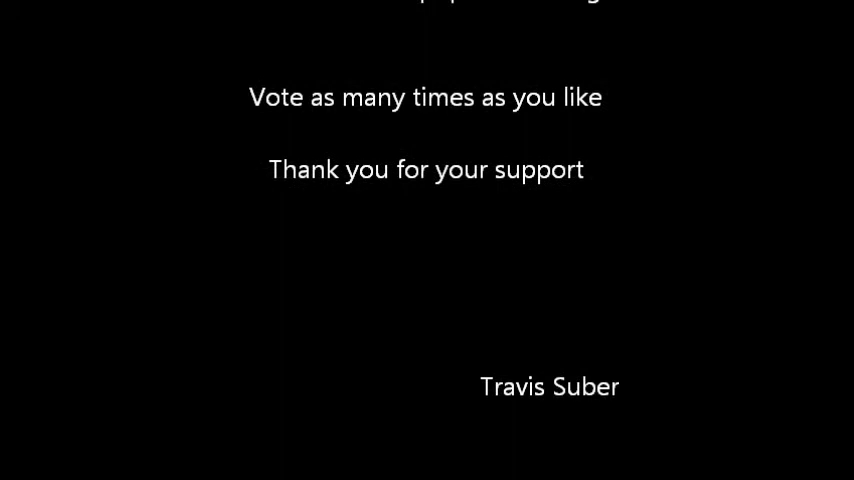 Vote as many times as you like
Thank you for your support
Travis Suber